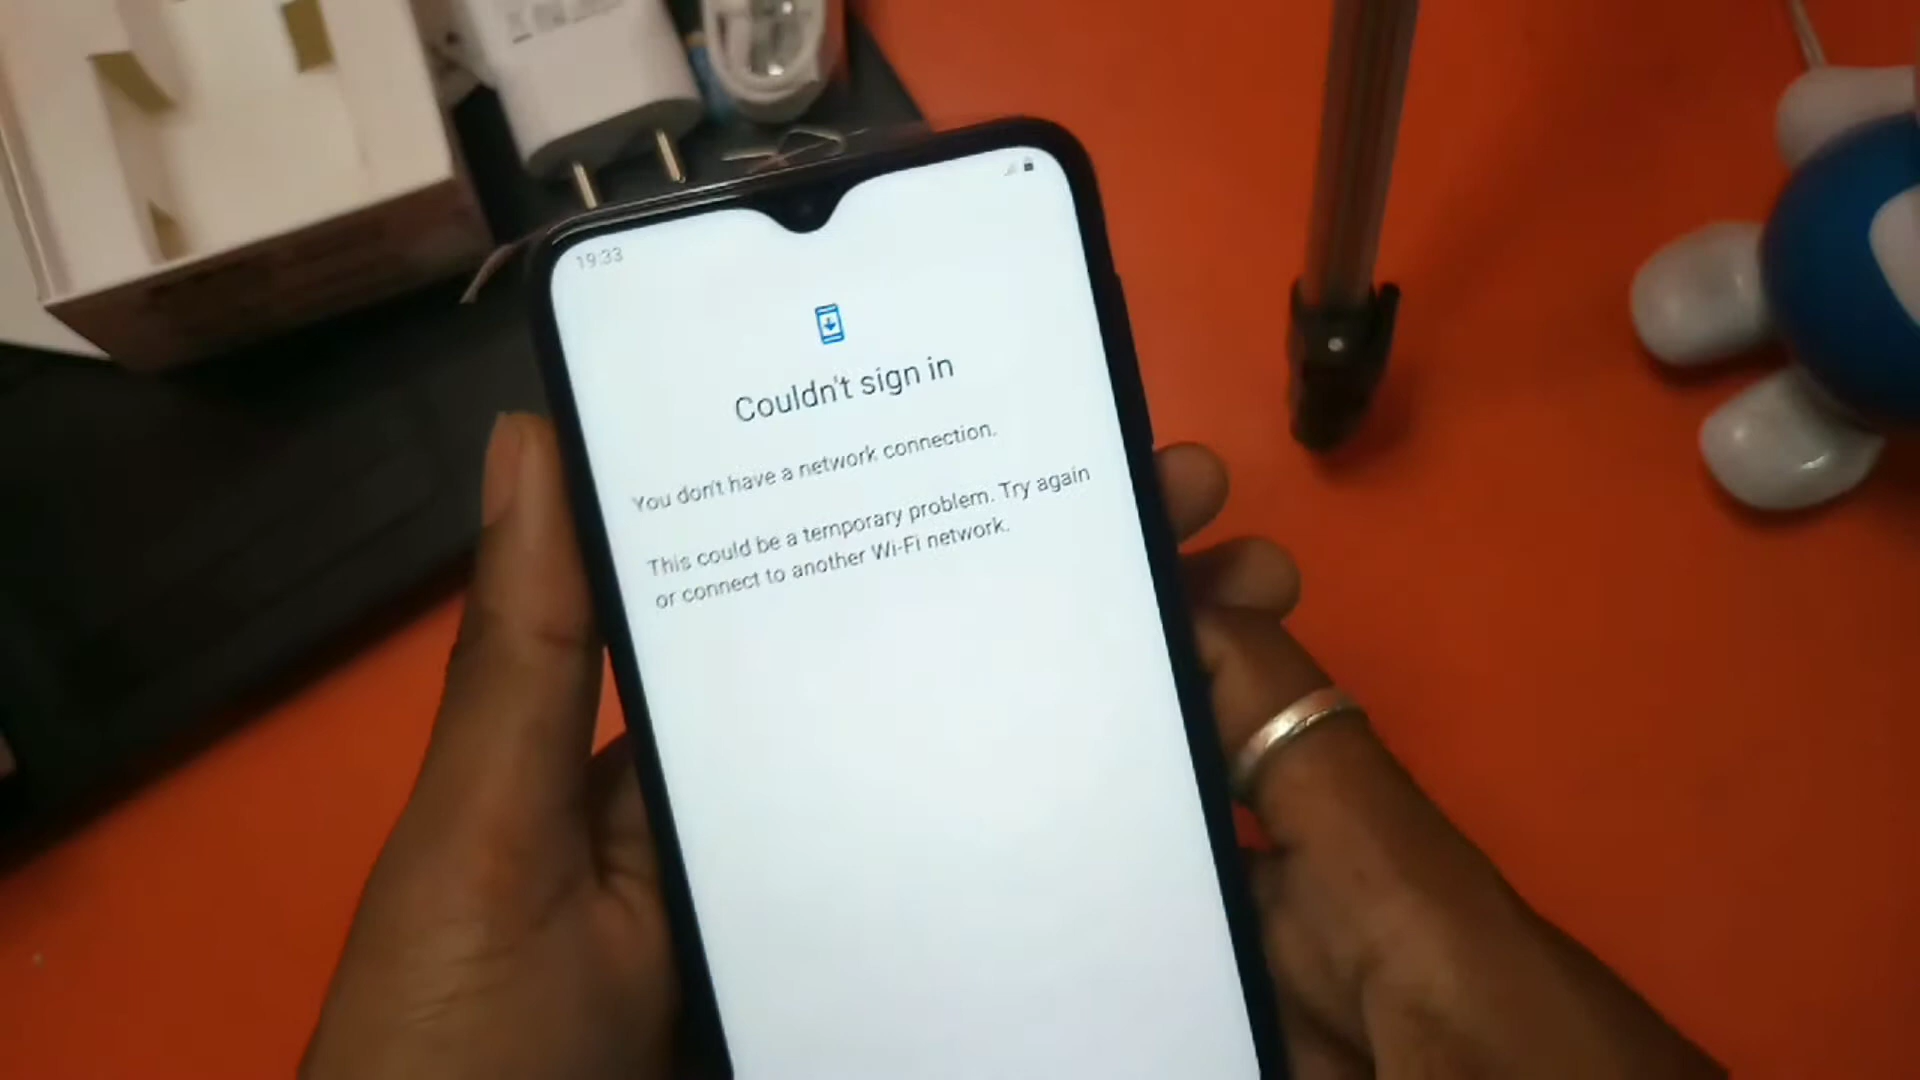 19:33
Couldn't sign in
You don't have a network connection.
This could be a temporary problem. Try again
or connect to another Wi-Fi network.